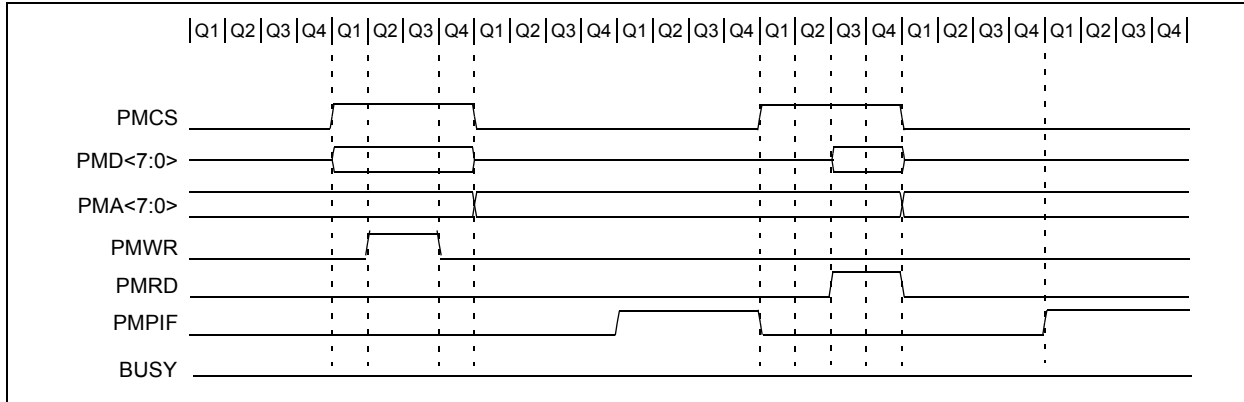 Q1 Q2 Q3 Q4 Q1 Q2 Q3 Q4 Q1 Q2 Q3 Q4 Q1 Q2 Q3 Q4 Q1 Q2 Q3 Q4 Q1 Q2 Q3 Q4 Q1 Q2 Q3 Q4
PMCS
PMD<7:0>
PMA<7:0>
PMWR
PMRD
PMPIF
BUSY